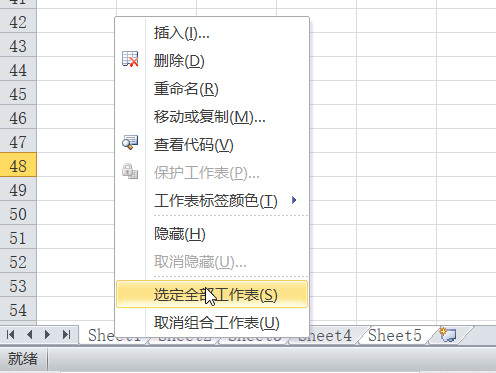 42
43
44
45
46
47
48
49
50
51
52
53
54
插入(I)...
删除(D)
重命名(R)
移动或复制(M)...
查看代码(V)
保护工作表(P)...
工作表标签颜色(T)
隐藏(H)
取消隐藏(U)...
选定全部工作表(S)
取消组合工作表(U)
Sheet1 Sheet2 Sheet3 Sheet4 Sheet5
就绪